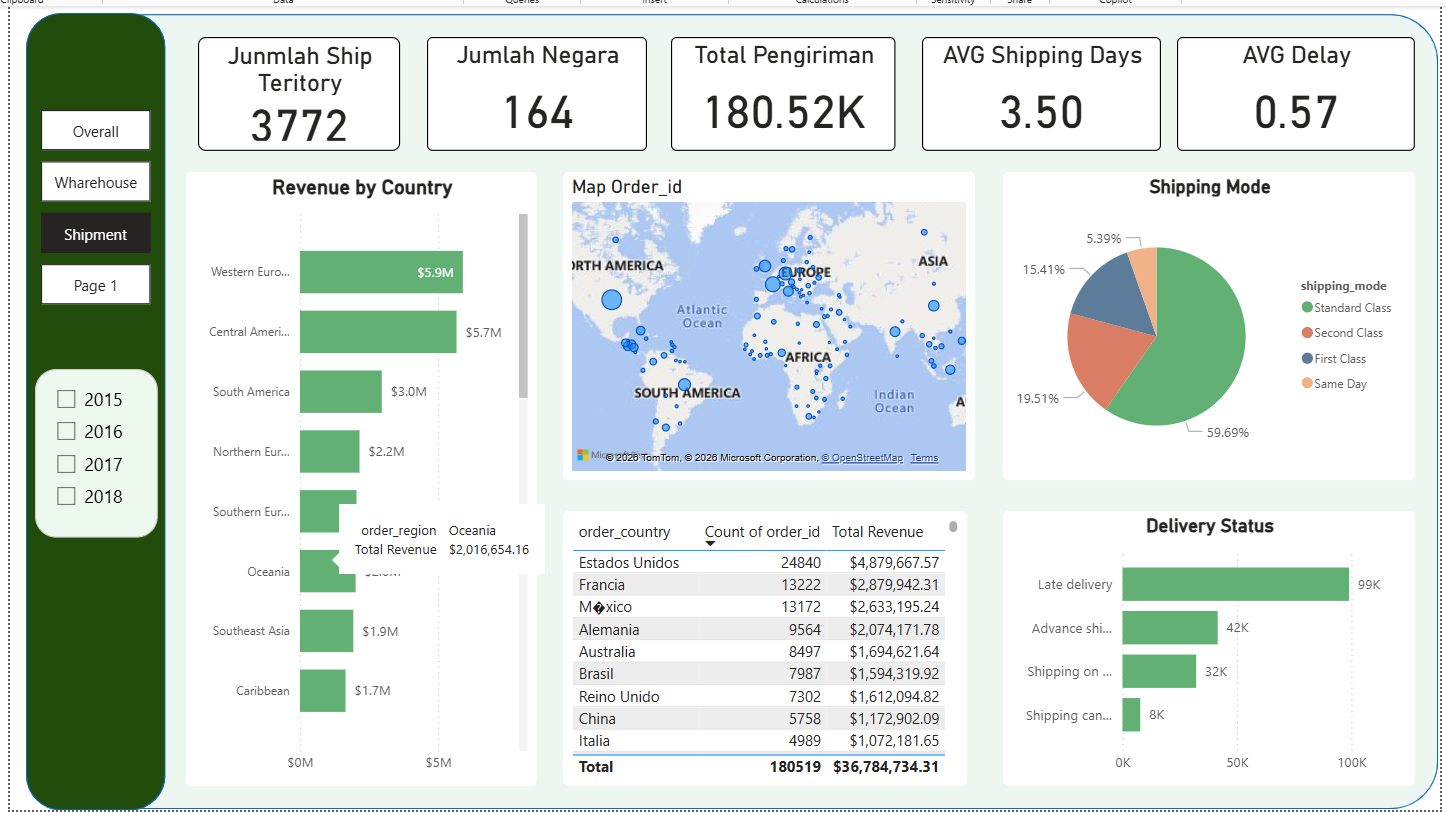 Clipboard
Data
Queries
Insert
Calculations
Sensitivity
Share
Copilot
Overall
Wharehouse
Shipment
Page 1
2015
2016
2017
2018
Junmlah Ship
Teritory
3772
Jumlah Negara
164
Total Pengiriman
180.52K
AVG Shipping Days
3.50
AVG Delay
0.57
Revenue by Country
Western Euro...
$5.9M
Central Ameri...
$5.7M
South America
$3.0M
Northern Eur...
$2.2M
Southern Eur...
order_region Oceania
Total Revenue $2,016,654.16
Oceania
Southeast Asia
$1.9M
Caribbean
$1.7M
$0M
$5M
Map Order_id
RTH AMERICA
EUROPE
ASIA
Atlantic
Ocean
AFRICA
SOUTH AMERICA
Indian
Ocean
A
© 2026 TomTom, © 2026 Microsoft Corporation, © OpenStreetMap Terms
Shipping Mode
5.39%
15.41%
19.51%
59.69%
shipping_mode
Standard Class
Second Class
First Class
Same Day
order_country Count of order_id Total Revenue
Estados Unidos 24840 $4,879,667.57
Francia 13222 $2,879,942.31
M�xico 13172 $2,633,195.24
Alemania 9564 $2,074,171.78
Australia 8497 $1,694,621.64
Brasil 7987 $1,594,319.92
Reino Unido 7302 $1,612,094.82
China 5758 $1,172,902.09
Italia 4989 $1,072,181.65
Total 180519 $36,784,734.31
Delivery Status
Late delivery
99K
Advance shi...
42K
Shipping on ...
32K
Shipping can...
8K
0K
50K
100K